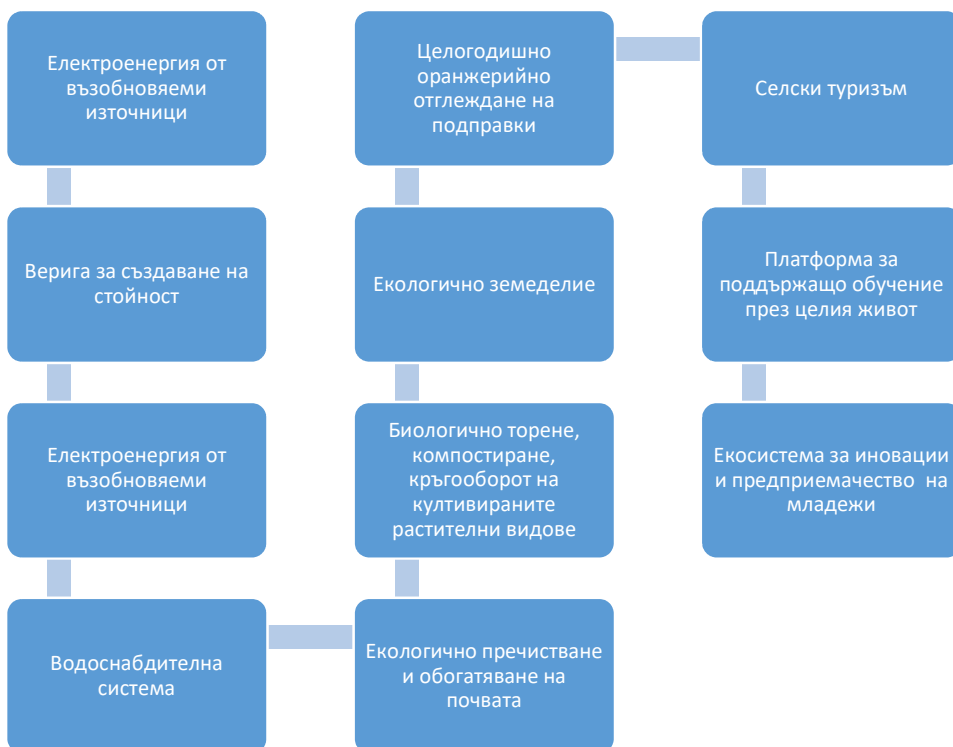 Електроенергия от
възобновяеми
източници
Верига за създаване на
стойност
Електроенергия от
възобновяеми
източници
Водоснабдителна
система
Екологично пречистване
и обогатяване на
почвата
Биологично торене,
компостиране,
кръгооборот на
култивираните
растителни видове
Екологично земеделие
Целогодишно
оранжерийно
отглеждане на
подправки
Селски туризъм
Платформа за
поддържащо обучение
през целия живот
Екосистема за иновации
и предприемачество на
младежи